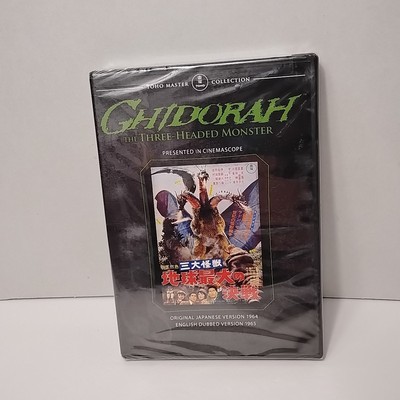 TOHO MASTER COLLECTION
GHIDORAH
THE THREE-HEADED MONSTER
PRESENTED IN CINEMASCOPE
三大怪獣
地球最大の
決戦
ORIGINAL JAPANESE VERSION 1964
ENGLISH DUBBED VERSION 1965